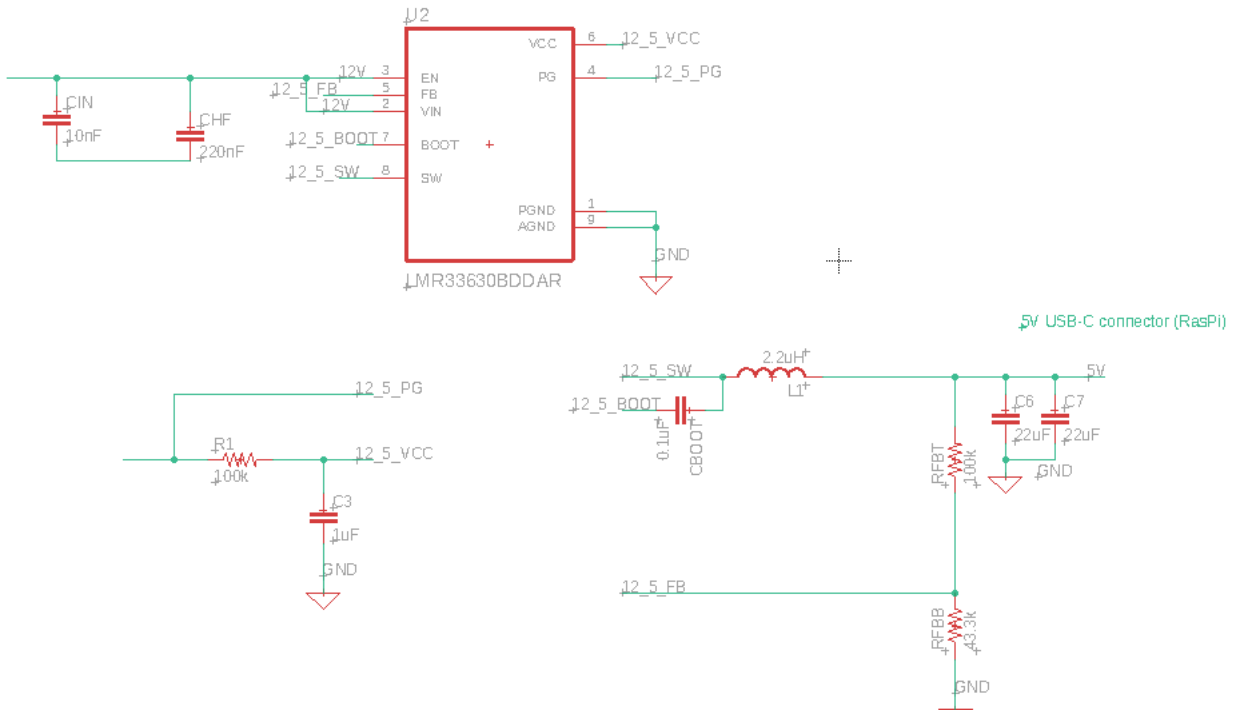 U2
VCC 6 12_5_VCC
12V 3 EN PG 4 12_5_PG
12_5_FB 5 FB
12V 2 VIN
CIN
10nF
CHF
220nF
12_5_BOOT 7 BOOT
12_5_SW 8 SW
PGND 1
AGND 9
GND
LMR33630BDDAR
5V USB-C connector (RasPi)
12_5_PG
R1
100k
12_5_VCC
C3
1uF
GND
12_5_SW
2.2uH
L1
5V
12_5_BOOT
0.1uF
CBOOT
C6
22uF
C7
22uF
GND
RFBT
100k
12_5_FB
RFBB
43.3k
GND